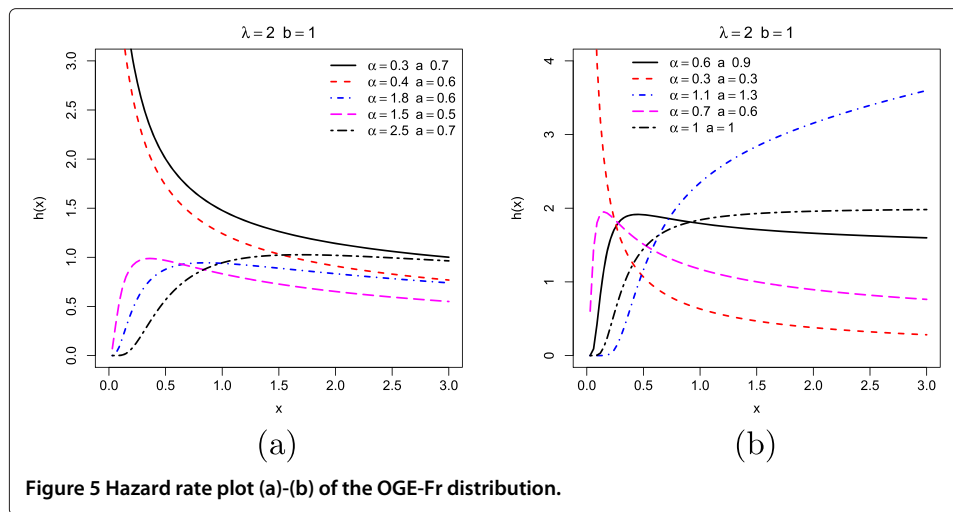 λ = 2 b = 1
h(x)
3.0
2.5
2.0
1.5
1.0
0.5
0.0
α = 0.3 a 0.7
α = 0.4 a = 0.6
α = 1.8 a = 0.6
α = 1.5 a = 0.5
α = 2.5 a = 0.7
0.0 0.5 1.0 1.5 2.0 2.5 3.0
x
(a)
λ = 2 b = 1
h(x)
4
3
2
1
0
α = 0.6 a 0.9
α = 0.3 a = 0.3
α = 1.1 a = 1.3
α = 0.7 a = 0.6
α = 1 a = 1
0.0 0.5 1.0 1.5 2.0 2.5 3.0
x
(b)
Figure 5 Hazard rate plot (a)-(b) of the OGE-Fr distribution.